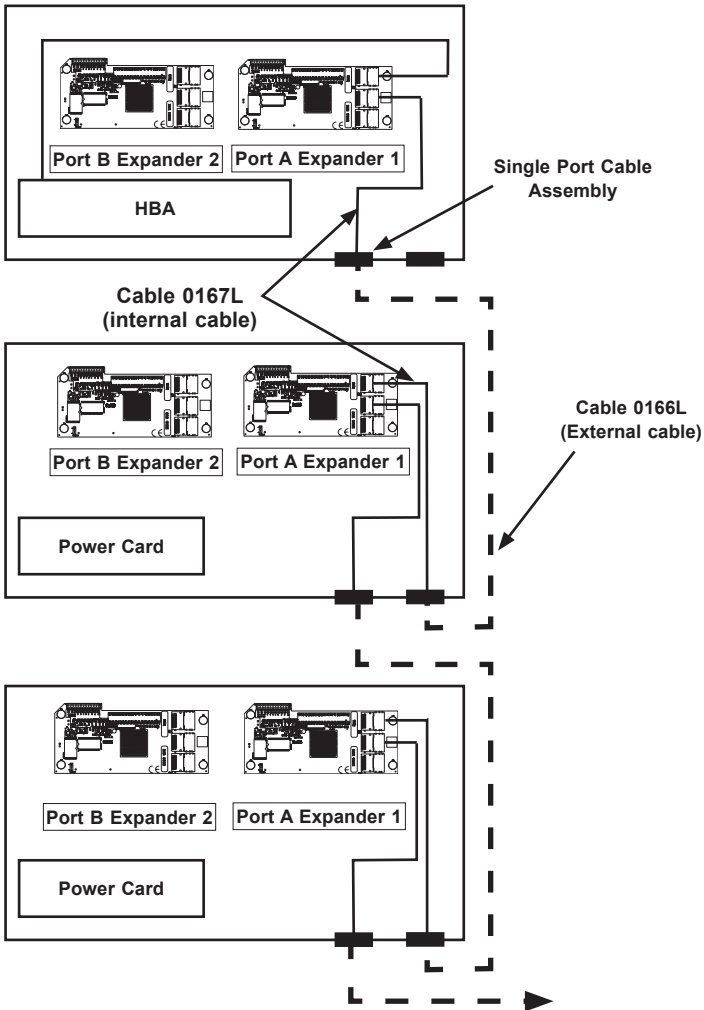 Port B Expander 2
Port A Expander 1
HBA
Single Port Cable
Assembly
Cable 0167L
(internal cable)
Port B Expander 2
Port A Expander 1
Cable 0166L
(External cable)
Power Card
Port B Expander 2
Port A Expander 1
Power Card